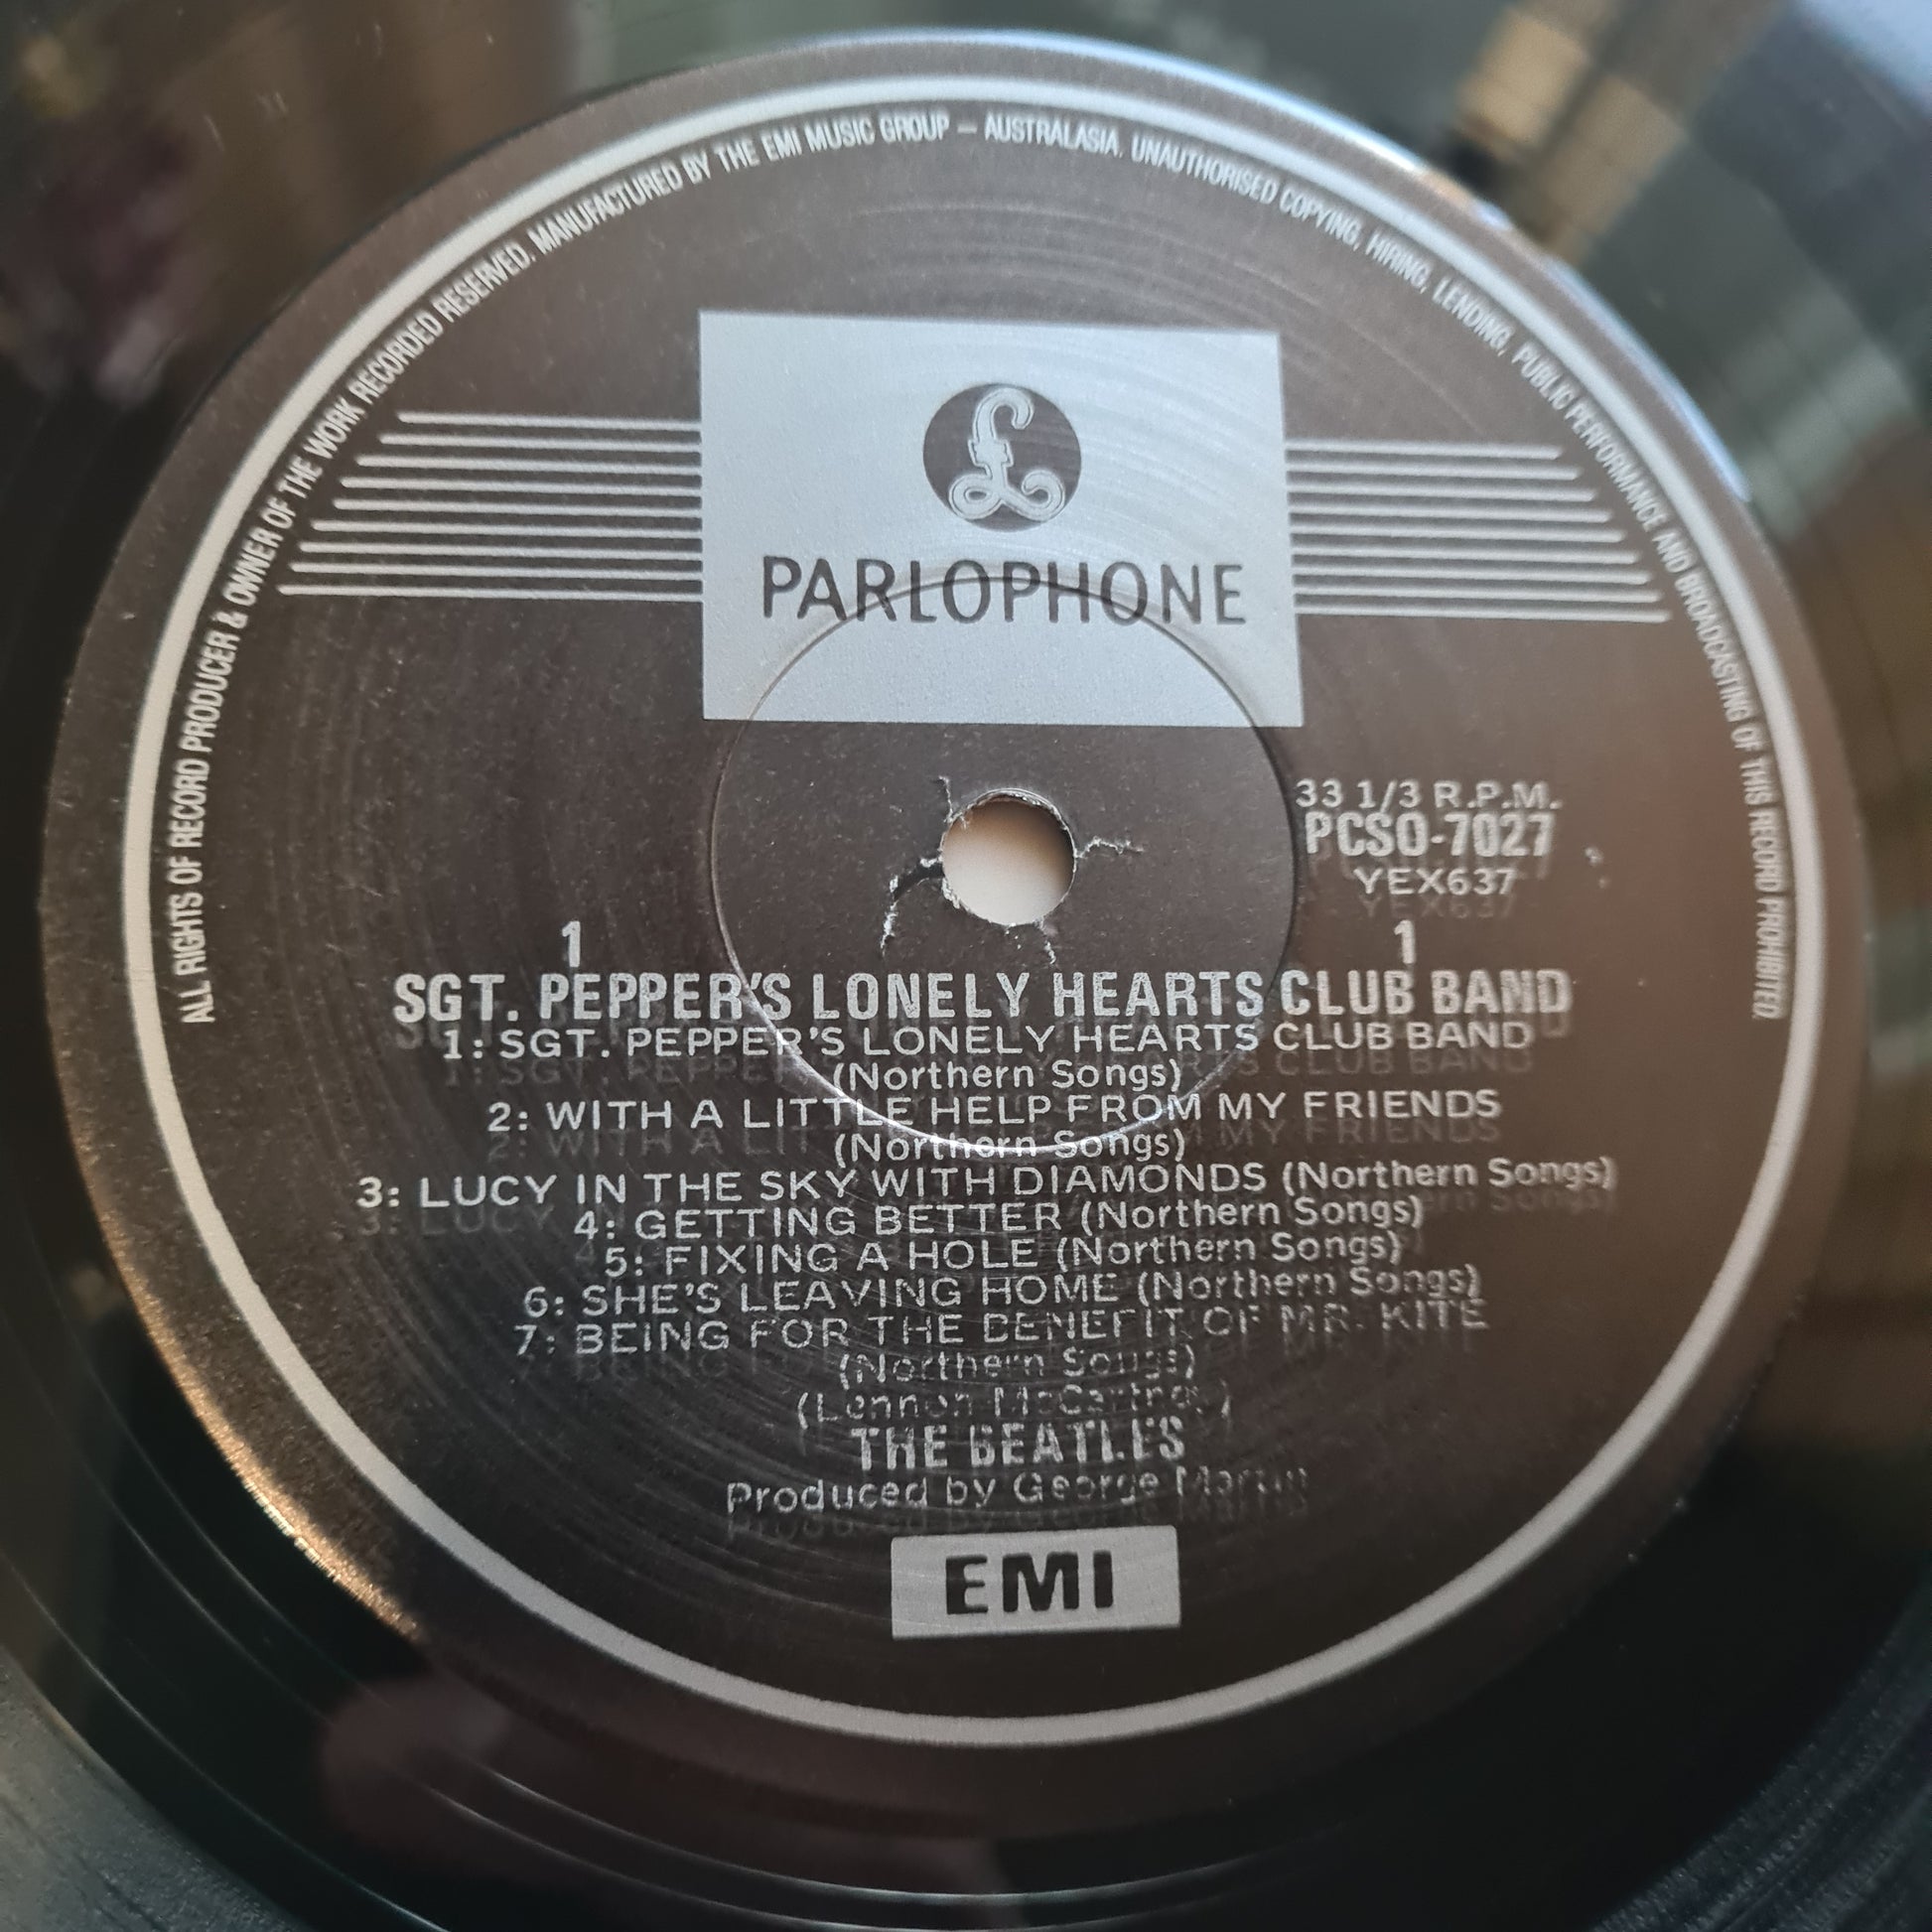 ALL RIGHTS OF RECORD PRODUCER & OWNER OF THE WORK RECORDED RESERVED. MANUFACTURED BY THE EMI MUSIC GROUP – AUSTRALASIA. UNAUTHORISED COPYING, HIRING, LENDING, PUBLIC PERFORMANCE AND BROADCASTING OF THIS RECORD PROHIBITED.
£
PARLOPHONE
33 1/3 R.P.M.
PCSO-7027
YEX637
1 1
SGT. PEPPER'S LONELY HEARTS CLUB BAND
1: SGT. PEPPER'S LONELY HEARTS CLUB BAND
(Northern Songs)
2: WITH A LITTLE HELP FROM MY FRIENDS
(Northern Songs)
3: LUCY IN THE SKY WITH DIAMONDS (Northern Songs)
4: GETTING BETTER (Northern Songs)
5: FIXING A HOLE (Northern Songs)
6: SHE'S LEAVING HOME (Northern Songs)
7: BEING FOR THE BENEFIT OF MR. KITE
(Northern Songs)
(Lennon McCartney)
THE BEATLES
Produced by George Martin
EMI